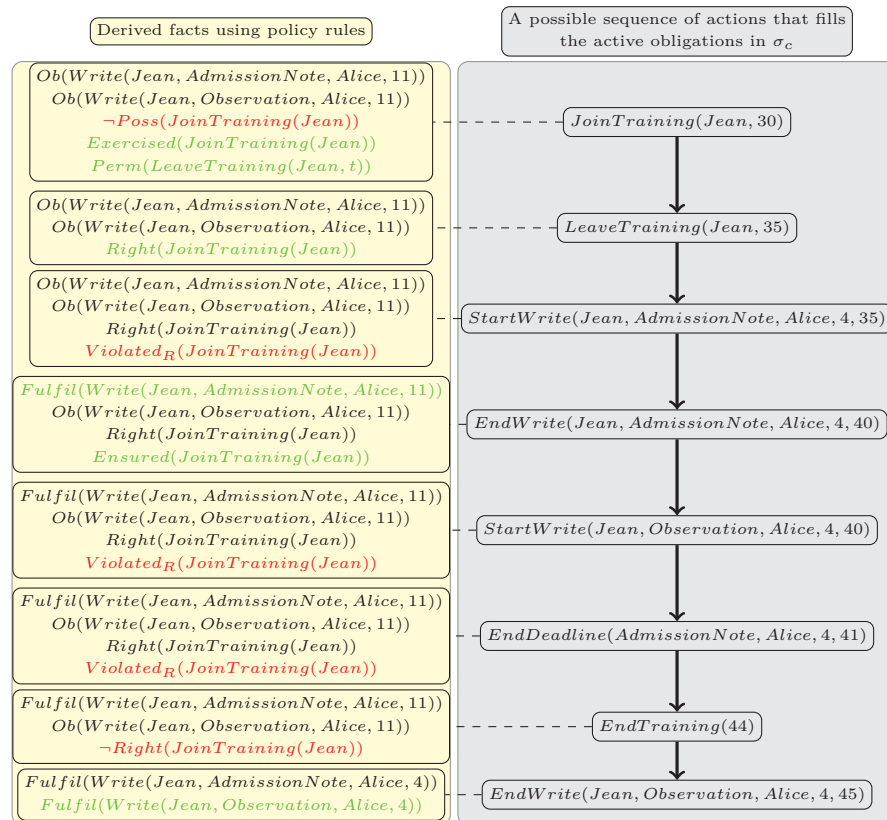 Derived facts using policy rules
A possible sequence of actions that fills
the active obligations in σc
Ob(Write(Jean, AdmissionNote, Alice, 11))
Ob(Write(Jean, Observation, Alice, 11))
¬Poss(JoinTraining(Jean))
Exercised(JoinTraining(Jean))
Perm(LeaveTraining(Jean, t))
JoinTraining(Jean, 30)
Ob(Write(Jean, AdmissionNote, Alice, 11))
Ob(Write(Jean, Observation, Alice, 11))
Right(JoinTraining(Jean))
LeaveTraining(Jean, 35)
Ob(Write(Jean, AdmissionNote, Alice, 11))
Ob(Write(Jean, Observation, Alice, 11))
Right(JoinTraining(Jean))
ViolatedR(JoinTraining(Jean))
StartWrite(Jean, AdmissionNote, Alice, 4, 35)
Fulfil(Write(Jean, AdmissionNote, Alice, 11))
Ob(Write(Jean, Observation, Alice, 11))
Right(JoinTraining(Jean))
Ensured(JoinTraining(Jean))
EndWrite(Jean, AdmissionNote, Alice, 4, 40)
Fulfil(Write(Jean, AdmissionNote, Alice, 11))
Ob(Write(Jean, Observation, Alice, 11))
Right(JoinTraining(Jean))
ViolatedR(JoinTraining(Jean))
StartWrite(Jean, Observation, Alice, 4, 40)
Fulfil(Write(Jean, AdmissionNote, Alice, 11))
Ob(Write(Jean, Observation, Alice, 11))
Right(JoinTraining(Jean))
ViolatedR(JoinTraining(Jean))
EndDeadline(AdmissionNote, Alice, 4, 41)
Fulfil(Write(Jean, AdmissionNote, Alice, 11))
Ob(Write(Jean, Observation, Alice, 11))
¬Right(JoinTraining(Jean))
EndTraining(44)
Fulfil(Write(Jean, AdmissionNote, Alice, 4))
Fulfil(Write(Jean, Observation, Alice, 4))
EndWrite(Jean, Observation, Alice, 4, 45)